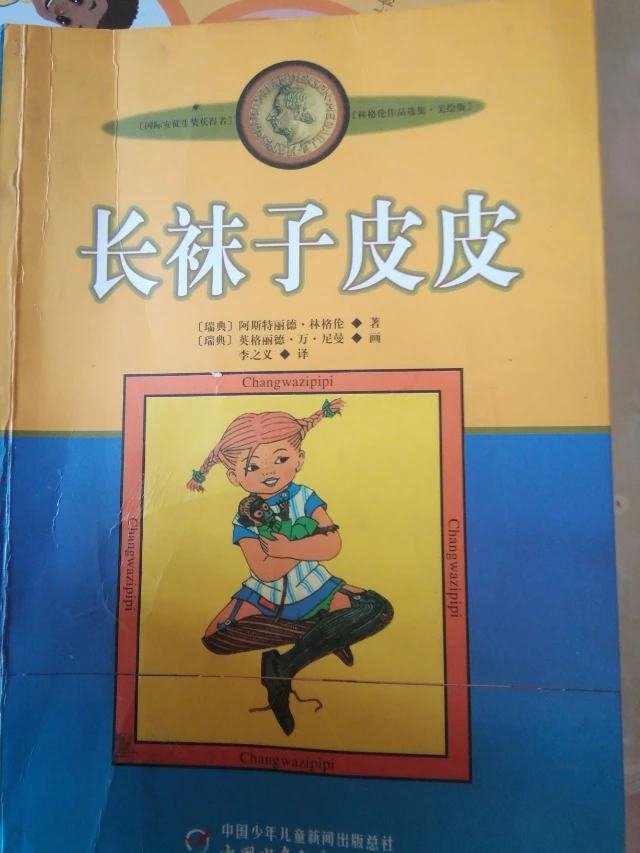 ［国际安徒生奖获得者］
［林格伦作品选集·美绘版］
长袜子皮皮
［瑞典］阿斯特丽德·林格伦◆著
［瑞典］英格丽德·万·尼曼◆画
李之义◆译
Changwazipipi
Changwazipipi
Changwazipipi
Changwazipipi
中国少年儿童新闻出版总社